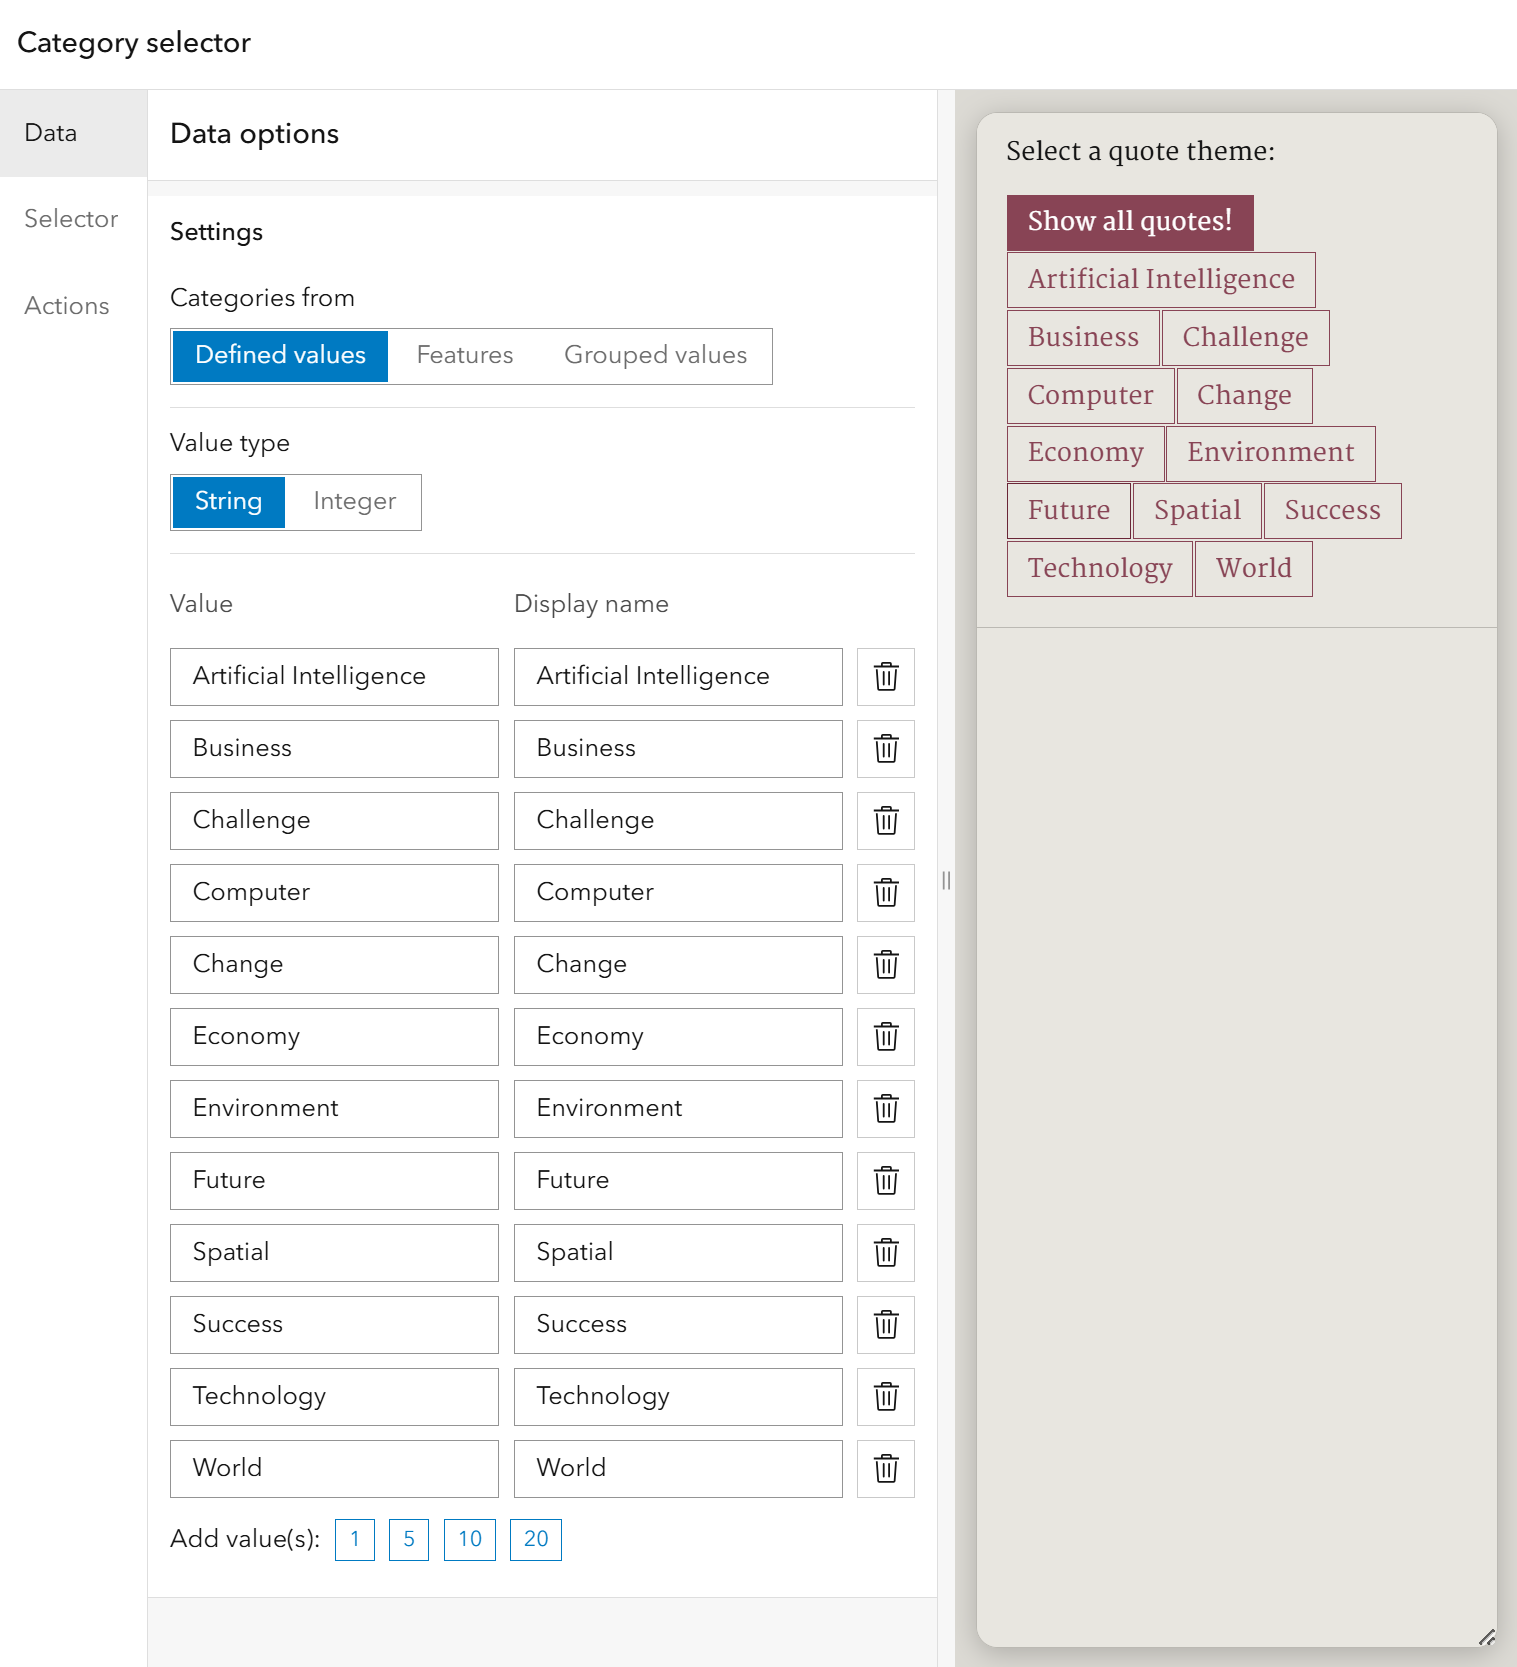 Category selector
Data
Selector
Actions
Data options
Settings
Categories from
Defined values Features Grouped values
Value type
String Integer
Value Display name
Artificial Intelligence Artificial Intelligence
Business Business
Challenge Challenge
Computer Computer
Change Change
Economy Economy
Environment Environment
Future Future
Spatial Spatial
Success Success
Technology Technology
World World
Add value(s): 1 5 10 20
Select a quote theme:
Show all quotes!
Artificial Intelligence
Business Challenge
Computer Change
Economy Environment
Future Spatial Success
Technology World